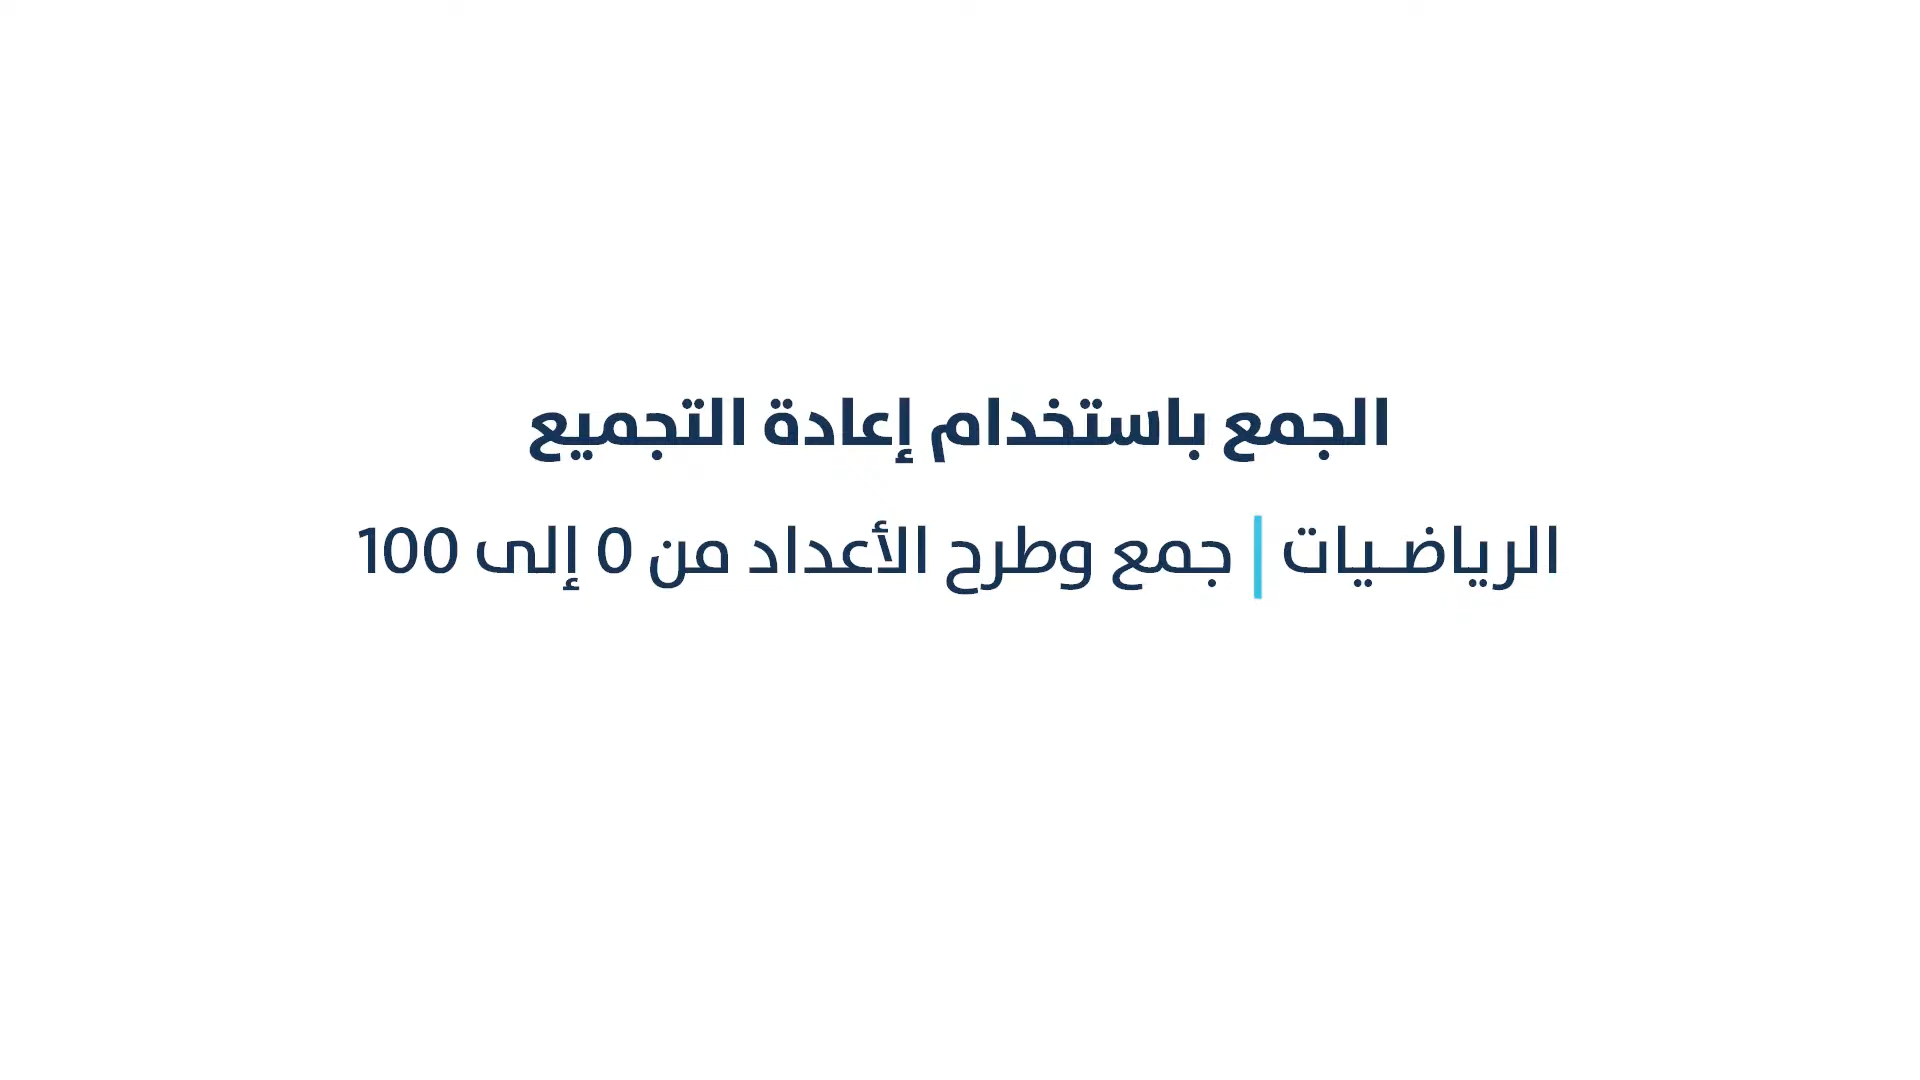 الجمع باستخدام إعادة التجميع
الرياضيات | جمع وطرح الأعداد من 0 إلى 100